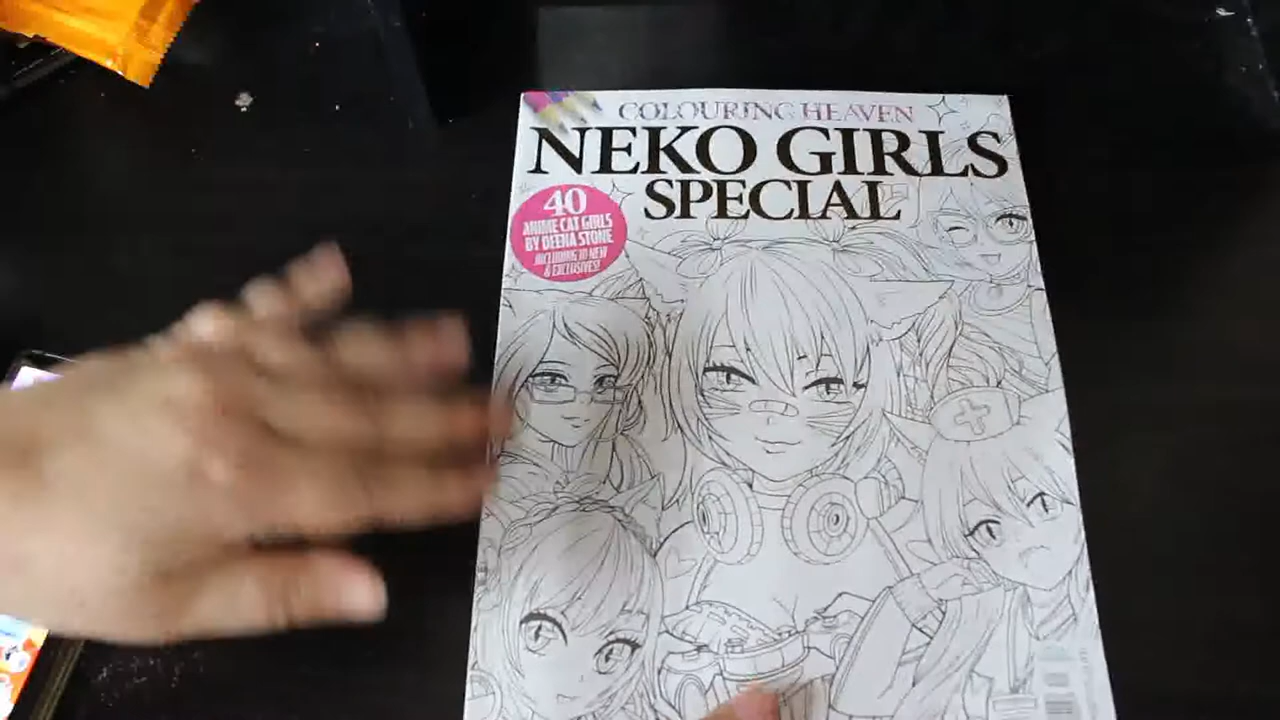 COLOURING HEAVEN
NEKO GIRLS
SPECIAL
40
ANIME CAT GIRLS
BY DEENA STONE
INCLUDING 10 NEW
& EXCLUSIVES!